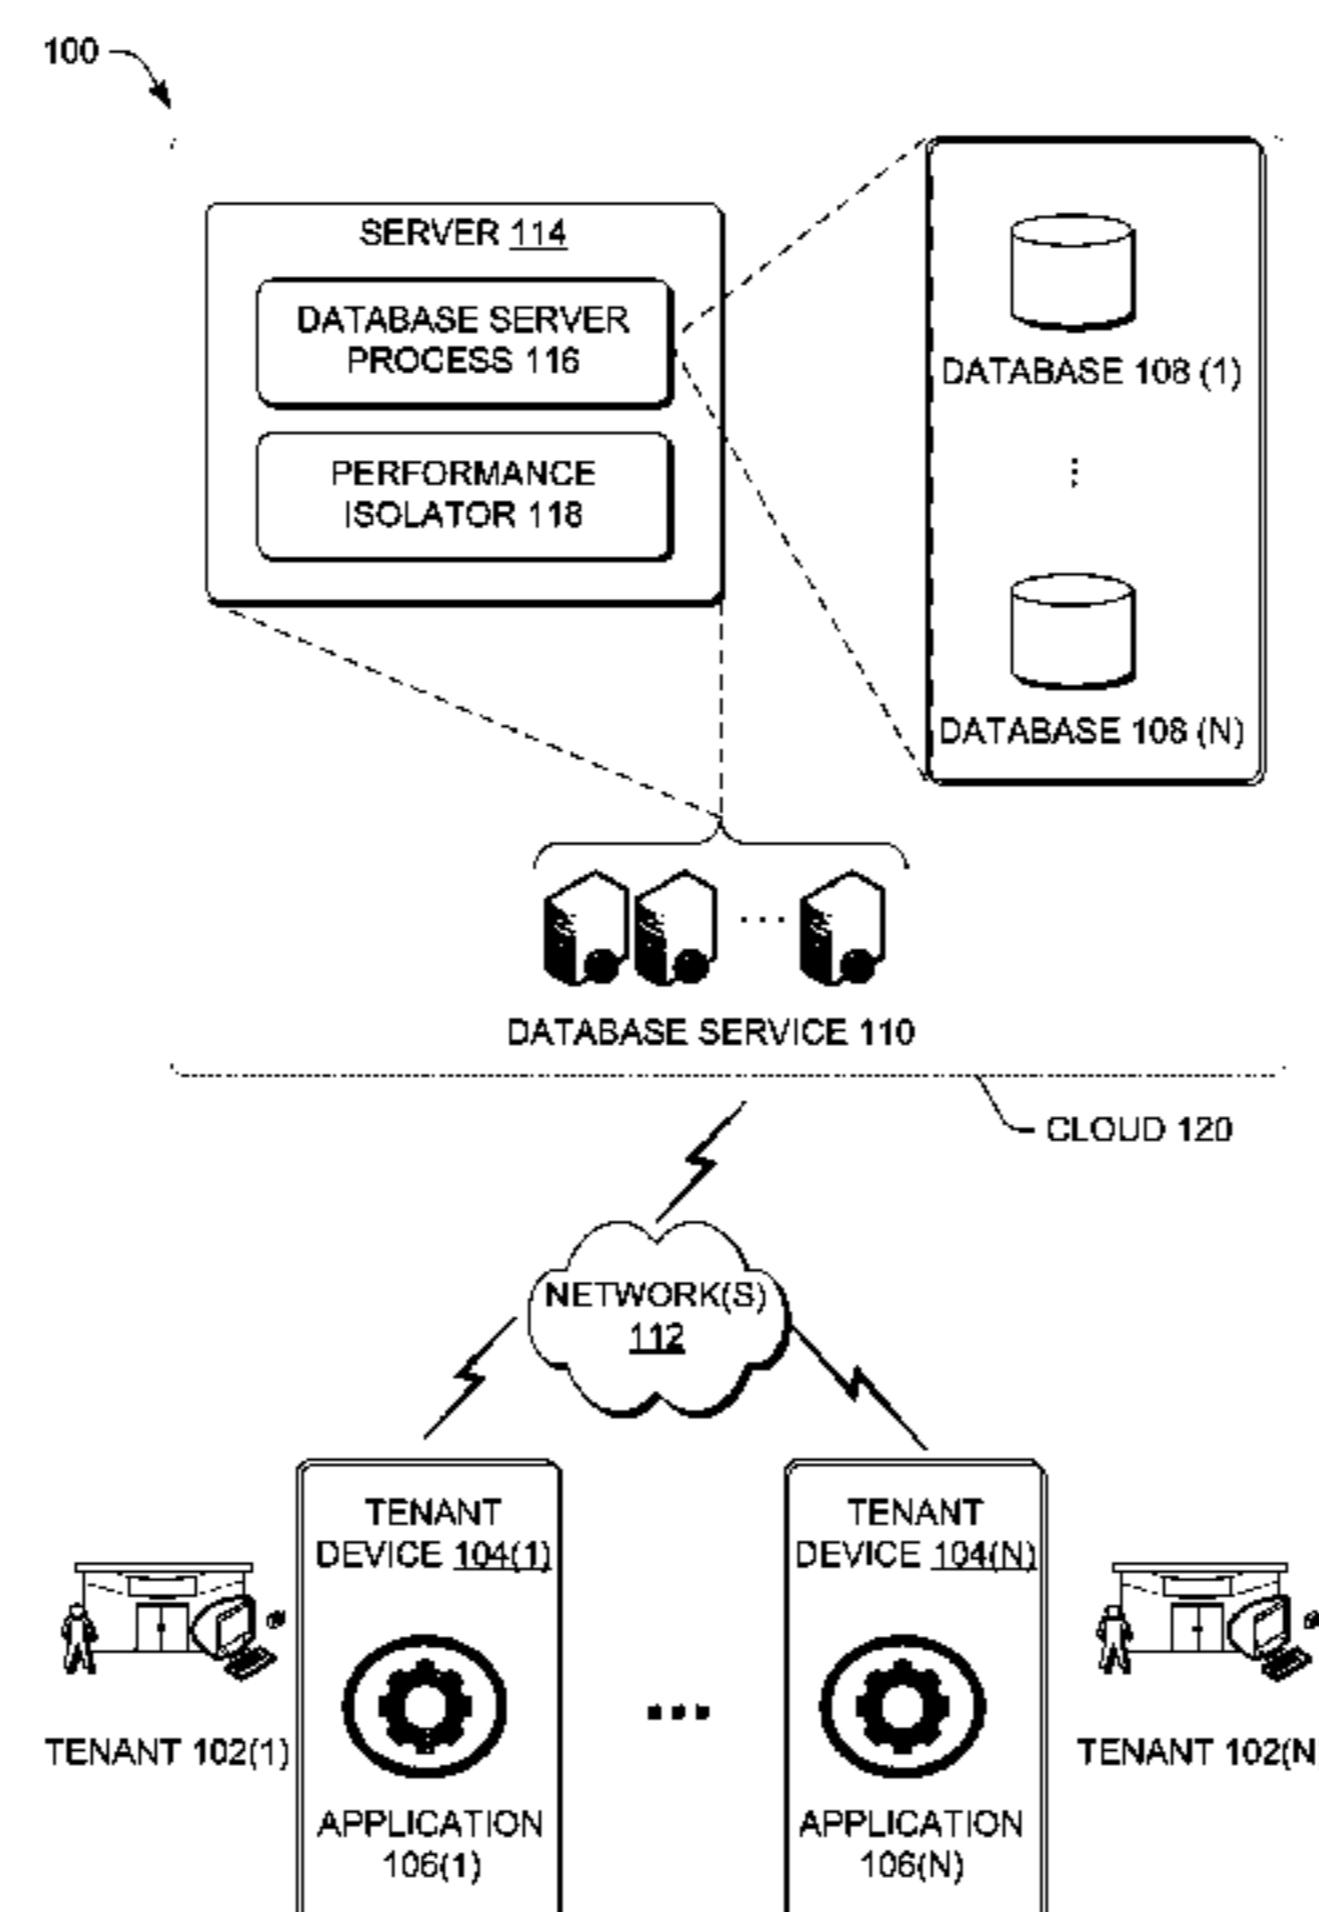 100
SERVER 114
DATABASE SERVER
PROCESS 116
PERFORMANCE
ISOLATOR 118
DATABASE 108 (1)
DATABASE 108 (N)
DATABASE SERVICE 110
CLOUD 120
NETWORK(S)
112
TENANT
DEVICE 104(1)
TENANT
DEVICE 104(N)
TENANT 102(1)
TENANT 102(N
APPLICATION
106(1)
APPLICATION
106(N)